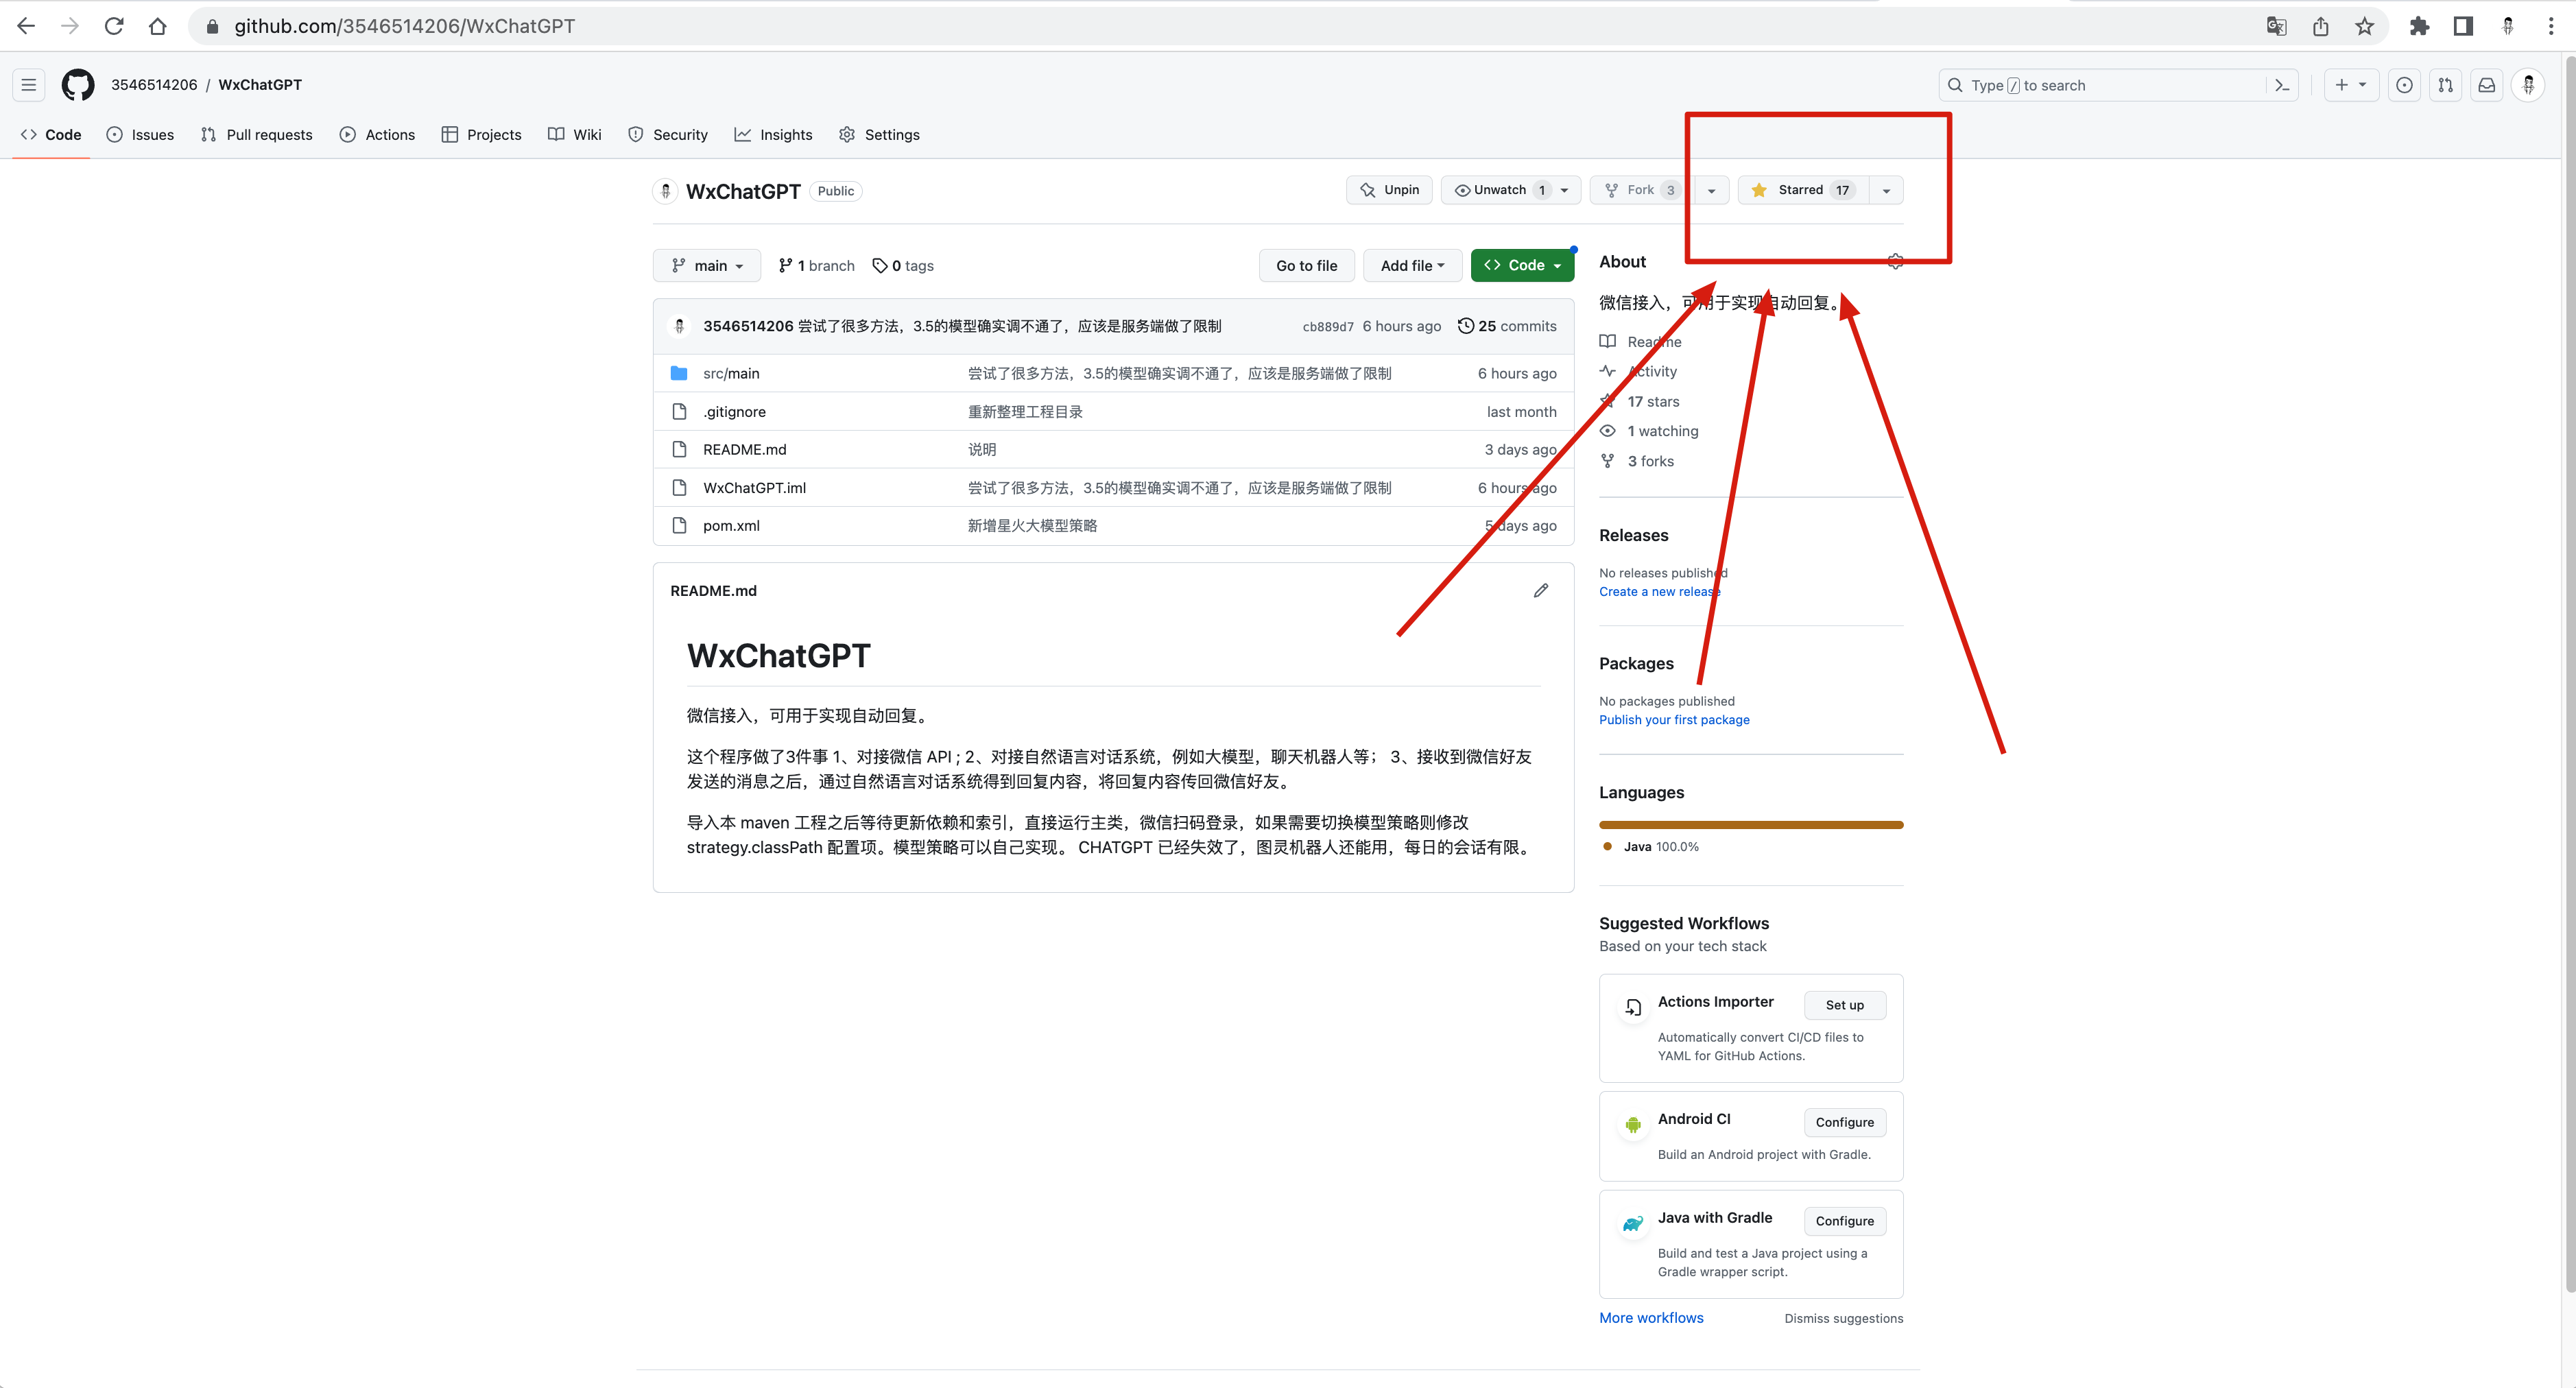 github.com/3546514206/WxChatGPT
3546514206 / WxChatGPT
Type / to search
Code Issues Pull requests Actions Projects Wiki Security Insights Settings
WxChatGPT Public
Unpin Unwatch 1 Fork 3 Starred 17
main 1 branch 0 tags Go to file Add file Code
3546514206 尝试了很多方法，3.5的模型确实调不通了，应该是服务端做了限制 cb889d7 6 hours ago 25 commits
src/main 尝试了很多方法，3.5的模型确实调不通了，应该是服务端做了限制 6 hours ago
.gitignore 重新整理工程目录 last month
README.md 说明 3 days ago
WxChatGPT.iml 尝试了很多方法，3.5的模型确实调不通了，应该是服务端做了限制 6 hours ago
pom.xml 新增星火大模型策略 5 days ago
README.md
WxChatGPT
微信接入，可用于实现自动回复。
这个程序做了3件事 1、对接微信 API ; 2、对接自然语言对话系统，例如大模型，聊天机器人等； 3、接收到微信好友
发送的消息之后，通过自然语言对话系统得到回复内容，将回复内容传回微信好友。
导入本 maven 工程之后等待更新依赖和索引，直接运行主类，微信扫码登录，如果需要切换模型策略则修改
strategy.classPath 配置项。模型策略可以自己实现。 CHATGPT 已经失效了，图灵机器人还能用，每日的会话有限。
About
微信接入，可用于实现自动回复。
Readme
Activity
17 stars
1 watching
3 forks
Releases
No releases published
Create a new release
Packages
No packages published
Publish your first package
Languages
Java 100.0%
Suggested Workflows
Based on your tech stack
Actions Importer Set up
Automatically convert CI/CD files to
YAML for GitHub Actions.
Android CI Configure
Build an Android project with Gradle.
Java with Gradle Configure
Build and test a Java project using a
Gradle wrapper script.
More workflows Dismiss suggestions